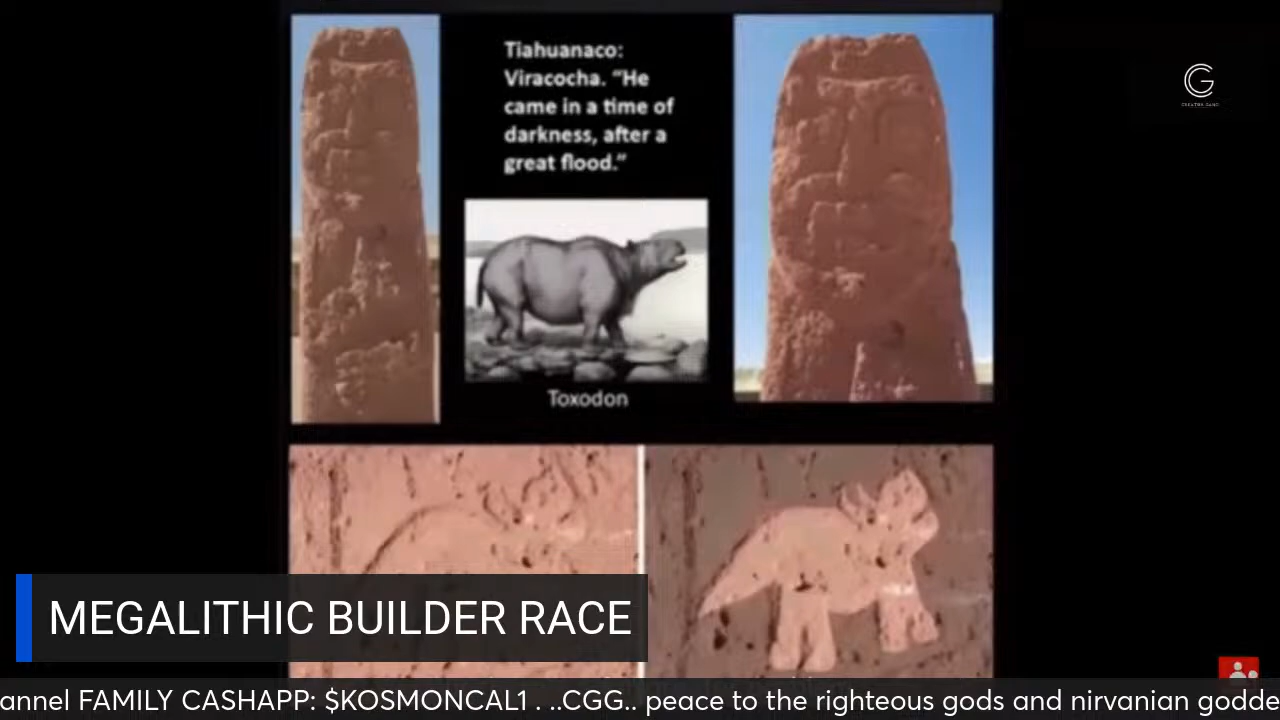 Tiahuanaco:
Viracocha. “He
came in a time of
darkness, after a
great flood.”
Toxodon
MEGALITHIC BUILDER RACE
annel FAMILY CASHAPP: $KOSMONCAL1 . ..CGG.. peace to the righteous gods and nirvanian godde